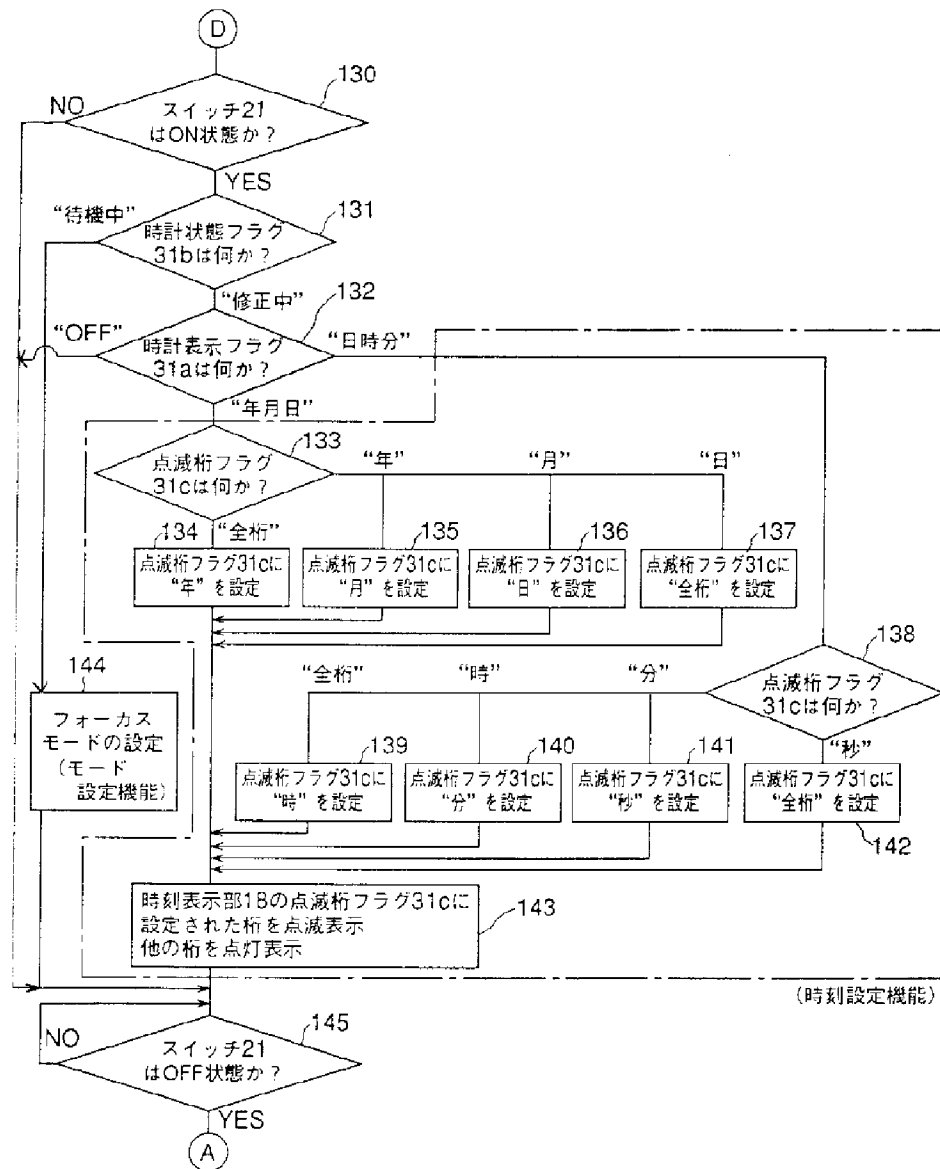 D
130
NO
スイッチ21
はON状態か？
YES
131
“待機中”
時計状態フラグ
31bは何か？
“修正中”
132
“OFF”
時計表示フラグ
31aは何か？
“日時分”
“年月日”
133
点滅桁フラグ
31cは何か？
“年”
“月”
“日”
“全桁”
134
135
136
137
点滅桁フラグ31cに
“年”を設定
点滅桁フラグ31cに
“月”を設定
点滅桁フラグ31cに
“日”を設定
点滅桁フラグ31cに
“全桁”を設定
138
点滅桁フラグ
31cは何か？
“全桁”
“時”
“分”
“秒”
144
フォーカス
モードの設定
（モード
設定機能）
139
140
141
点滅桁フラグ31cに
“時”を設定
点滅桁フラグ31cに
“分”を設定
点滅桁フラグ31cに
“秒”を設定
点滅桁フラグ31cに
“全桁”を設定
142
時刻表示部18の点滅桁フラグ31cに
設定された桁を点滅表示
他の桁を点灯表示
143
（時刻設定機能）
145
NO
スイッチ21
はOFF状態か？
YES
A